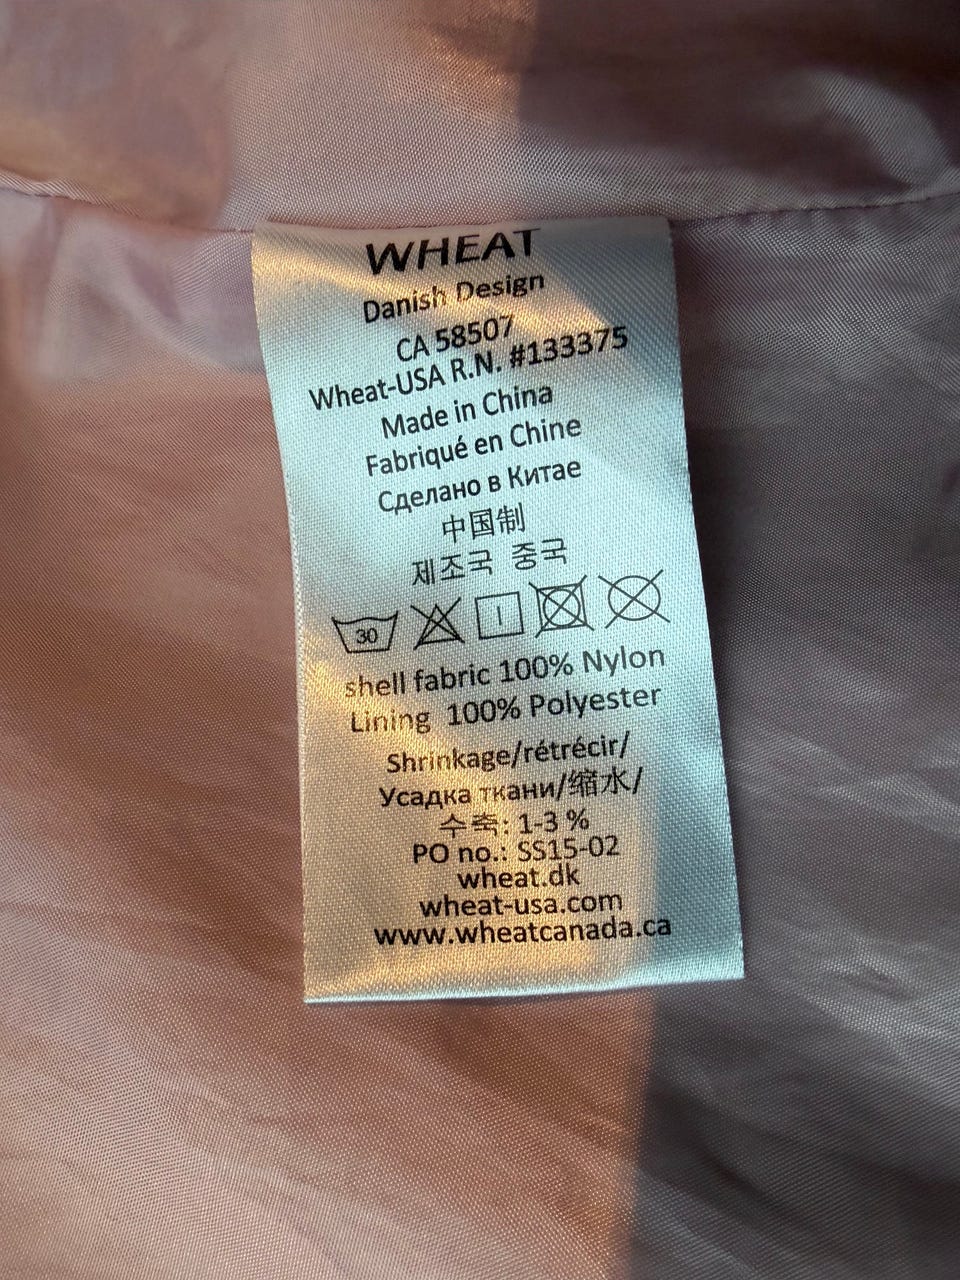 WHEAT
Danish Design
CA 58507
Wheat-USA R.N. #133375
Made in China
Fabriqué en Chine
Сделано в Китае
中国制
제조국 중국
30
shell fabric 100% Nylon
Lining 100% Polyester
Shrinkage/rétrécir/
Усадка ткани/缩水/
수축: 1-3 %
PO no.: SS15-02
wheat.dk
wheat-usa.com
www.wheatcanada.ca